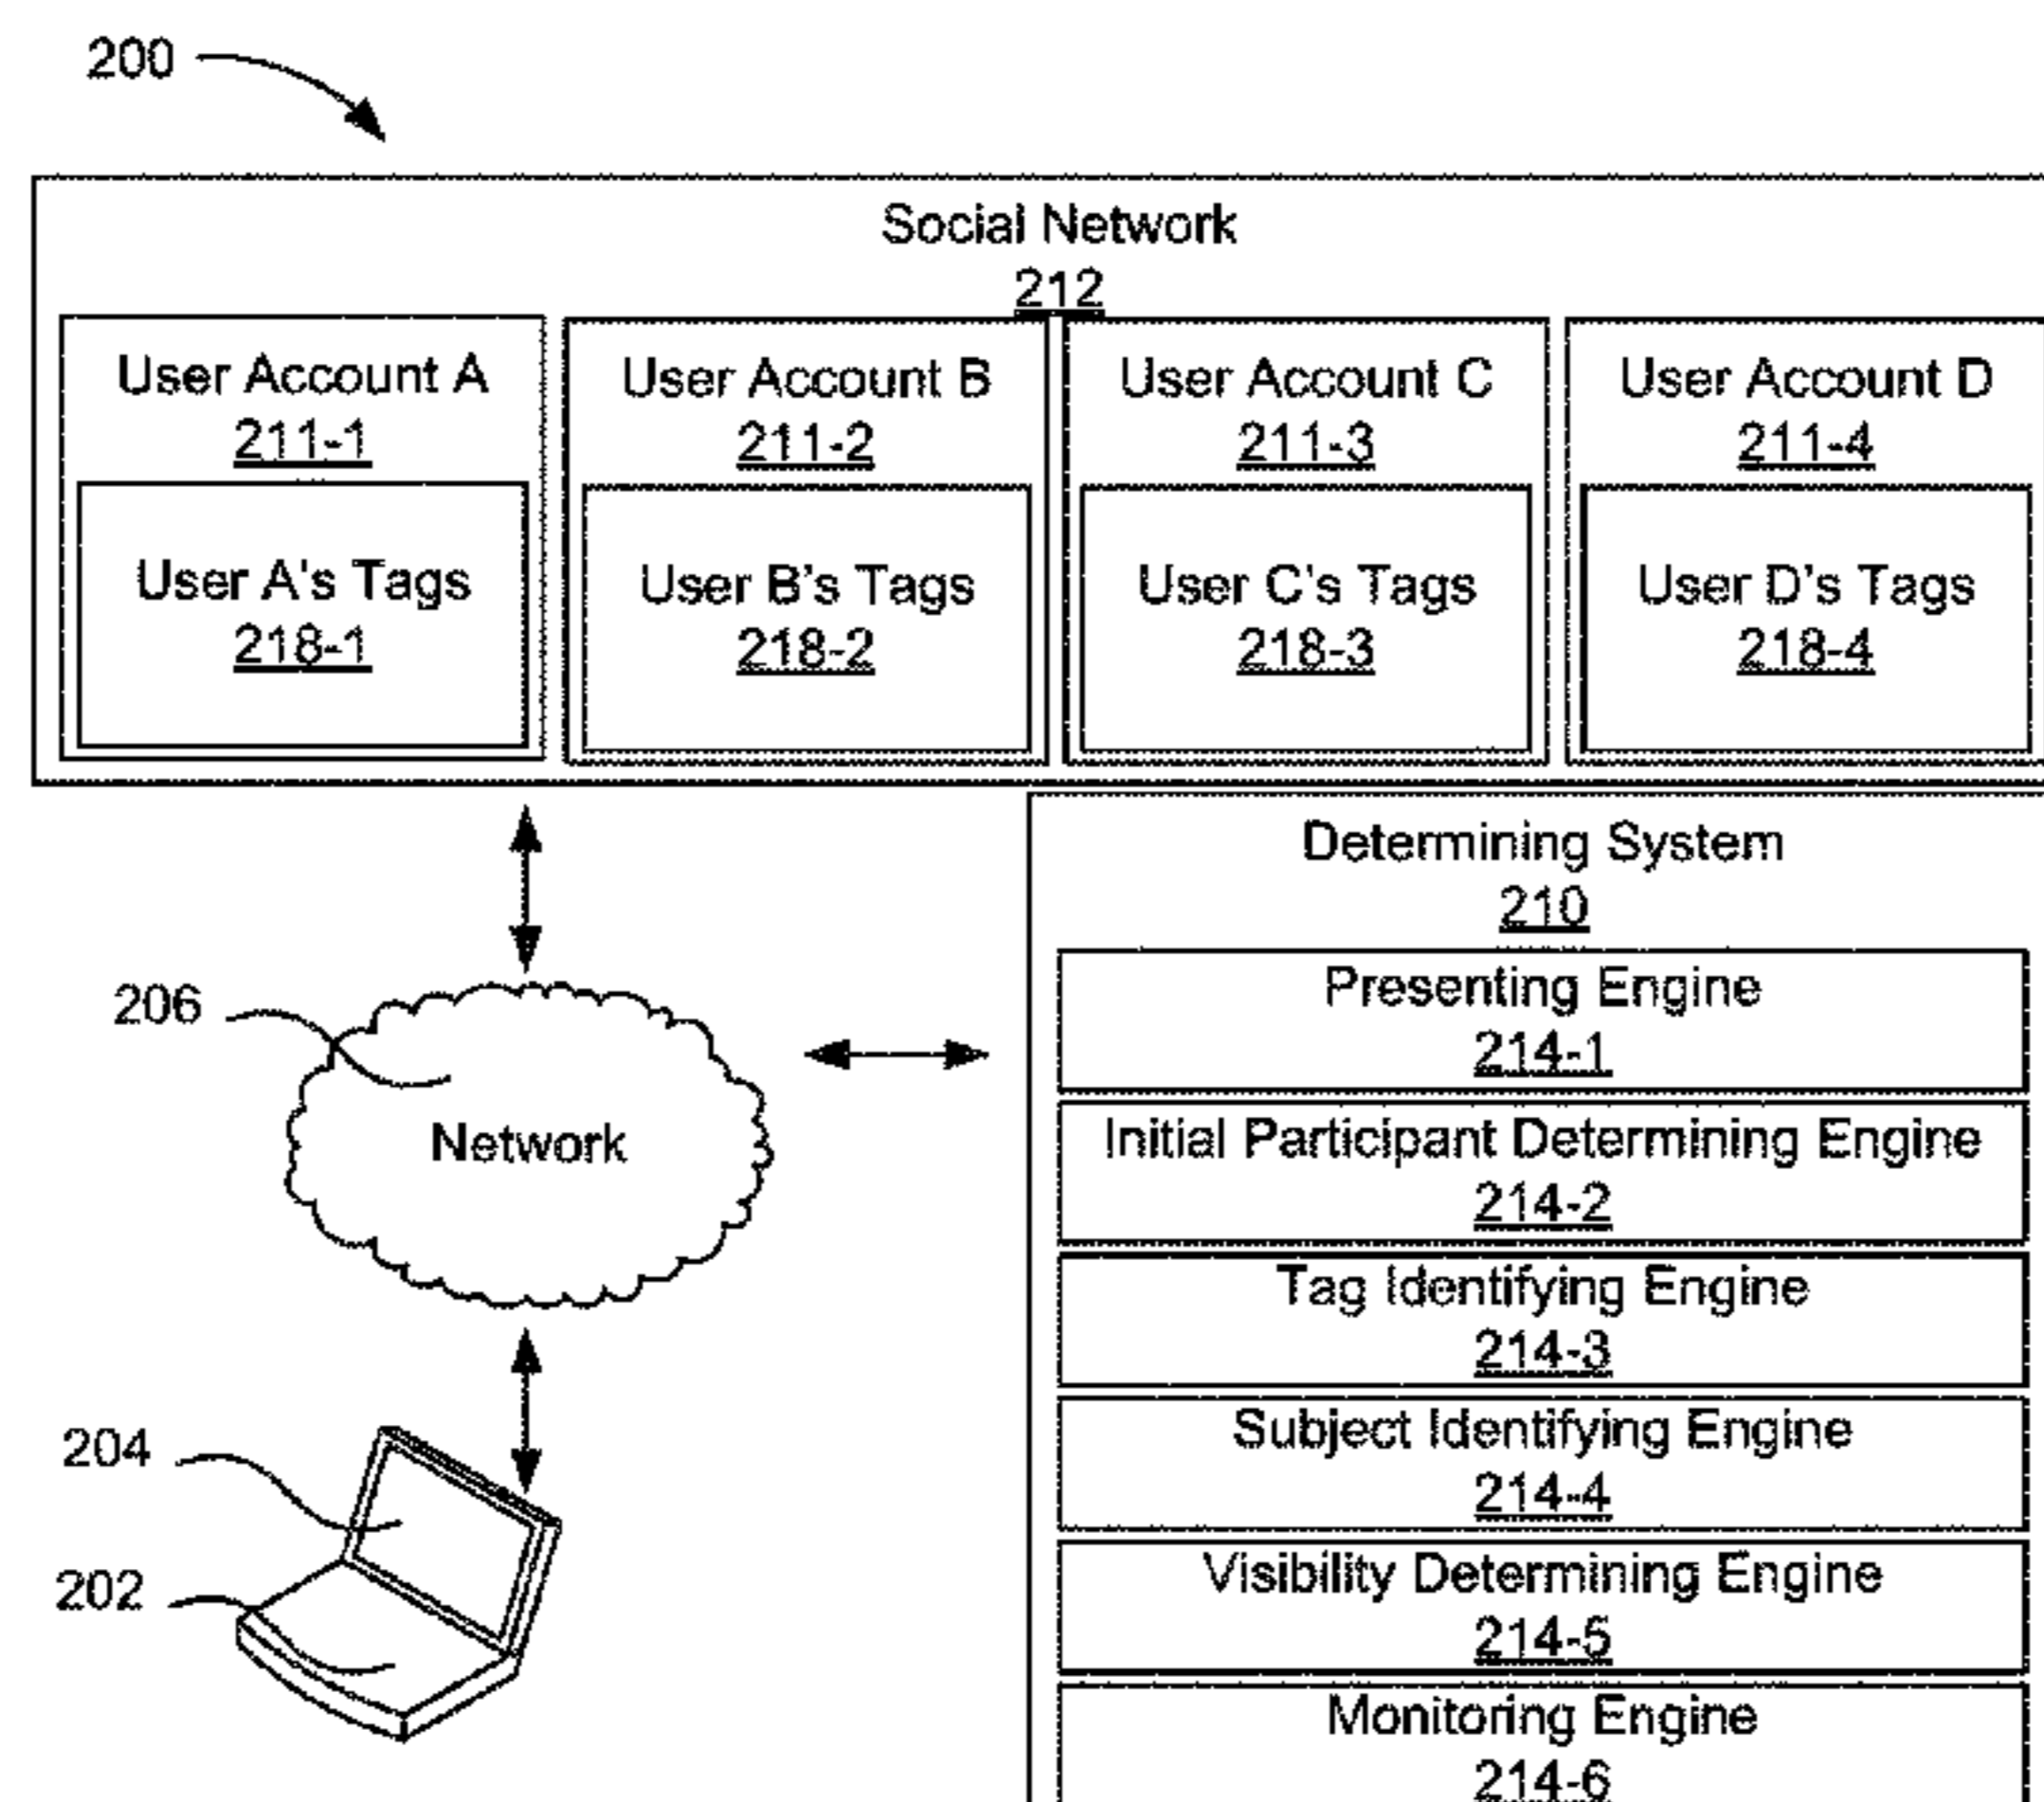 200
Social Network
212
User Account A
211-1
User A's Tags
218-1
User Account B
211-2
User B's Tags
218-2
User Account C
211-3
User C's Tags
218-3
User Account D
211-4
User D's Tags
218-4
206
Network
204
202
Determining System
210
Presenting Engine
214-1
Initial Participant Determining Engine
214-2
Tag Identifying Engine
214-3
Subject Identifying Engine
214-4
Visibility Determining Engine
214-5
Monitoring Engine
214-6